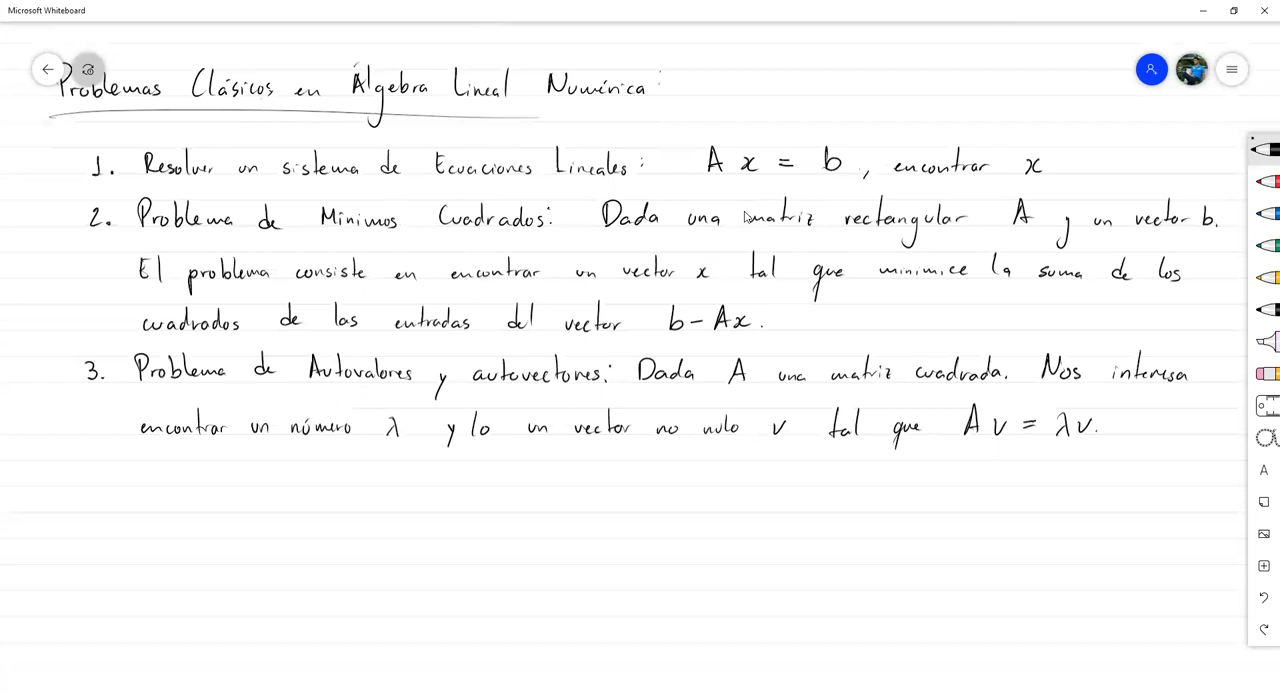 Microsoft Whiteboard
Problemas Clásicos en Álgebra Lineal Numérica:
1. Resolver un sistema de Ecuaciones Lineales: A x = b, encontrar x
2. Problema de Mínimos Cuadrados: Dada una matriz rectangular A y un vector b.
El problema consiste en encontrar un vector x tal que minimice la suma de los
cuadrados de las entradas del vector b - Ax.
3. Problema de Autovalores y autovectores: Dada A una matriz cuadrada. Nos interesa
encontrar un número λ y/o un vector no nulo v tal que A v = λv.
A